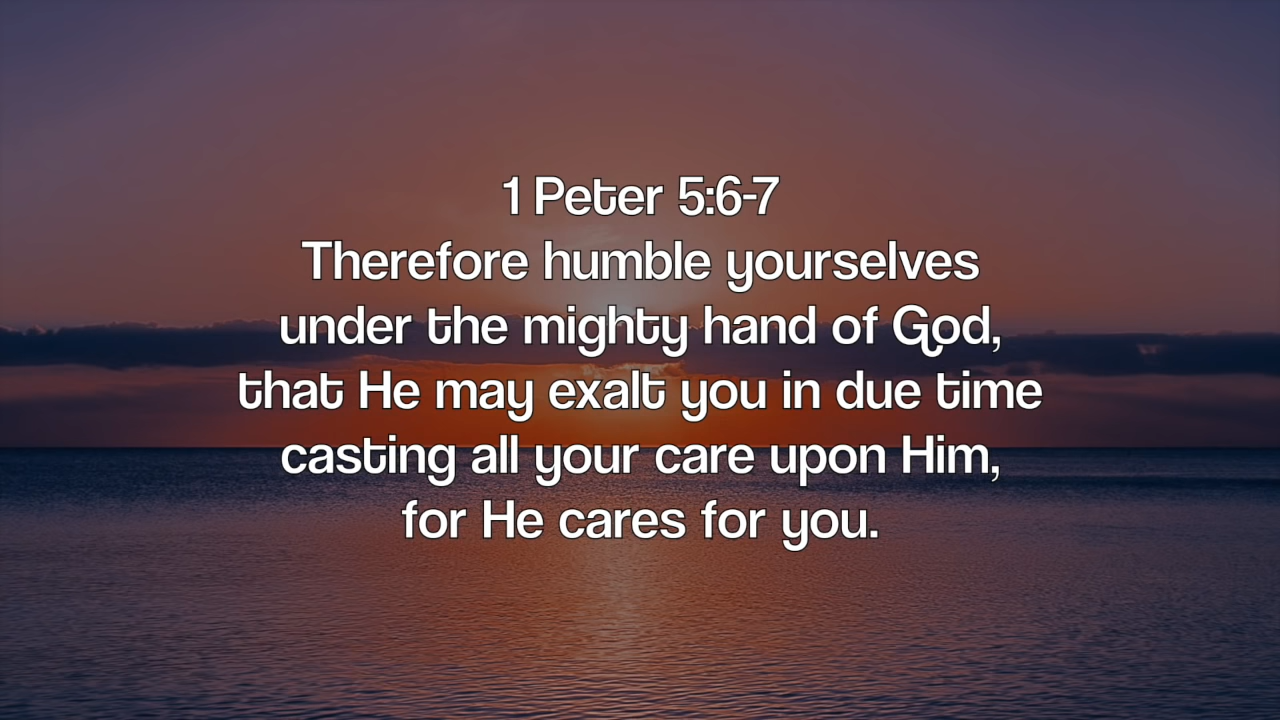 1 Peter 5:6-7
Therefore humble yourselves
under the mighty hand of God,
that He may exalt you in due time
casting all your care upon Him,
for He cares for you.